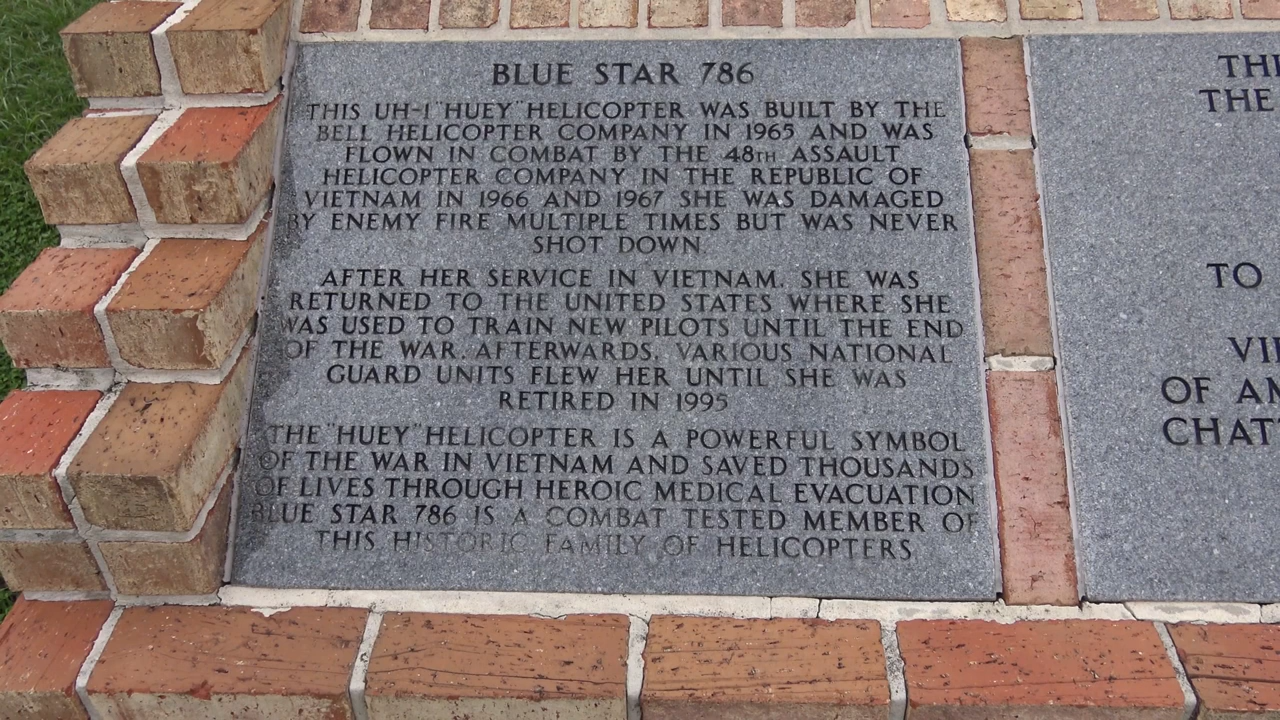 BLUE STAR 786
THIS UH-1 "HUEY" HELICOPTER WAS BUILT BY THE
BELL HELICOPTER COMPANY IN 1965 AND WAS
FLOWN IN COMBAT BY THE 48TH ASSAULT
HELICOPTER COMPANY IN THE REPUBLIC OF
VIETNAM IN 1966 AND 1967 SHE WAS DAMAGED
BY ENEMY FIRE MULTIPLE TIMES BUT WAS NEVER
SHOT DOWN.
AFTER HER SERVICE IN VIETNAM, SHE WAS
RETURNED TO THE UNITED STATES WHERE SHE
WAS USED TO TRAIN NEW PILOTS UNTIL THE END
OF THE WAR. AFTERWARDS, VARIOUS NATIONAL
GUARD UNITS FLEW HER UNTIL SHE WAS
RETIRED IN 1995
THE "HUEY" HELICOPTER IS A POWERFUL SYMBOL
OF THE WAR IN VIETNAM AND SAVED THOUSANDS
OF LIVES THROUGH HEROIC MEDICAL EVACUATION
BLUE STAR 786 IS A COMBAT TESTED MEMBER OF
THIS HISTORIC FAMILY OF HELICOPTERS
THE
TO
OF